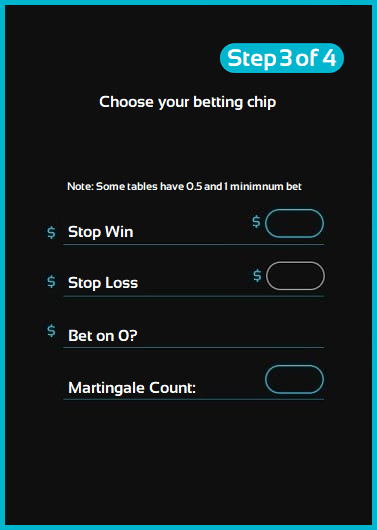 Step 3 of 4
Choose your betting chip
Note: Some tables have 0.5 and 1 minimnum bet
$ Stop Win $
$ Stop Loss $
$ Bet on 0?
Martingale Count: